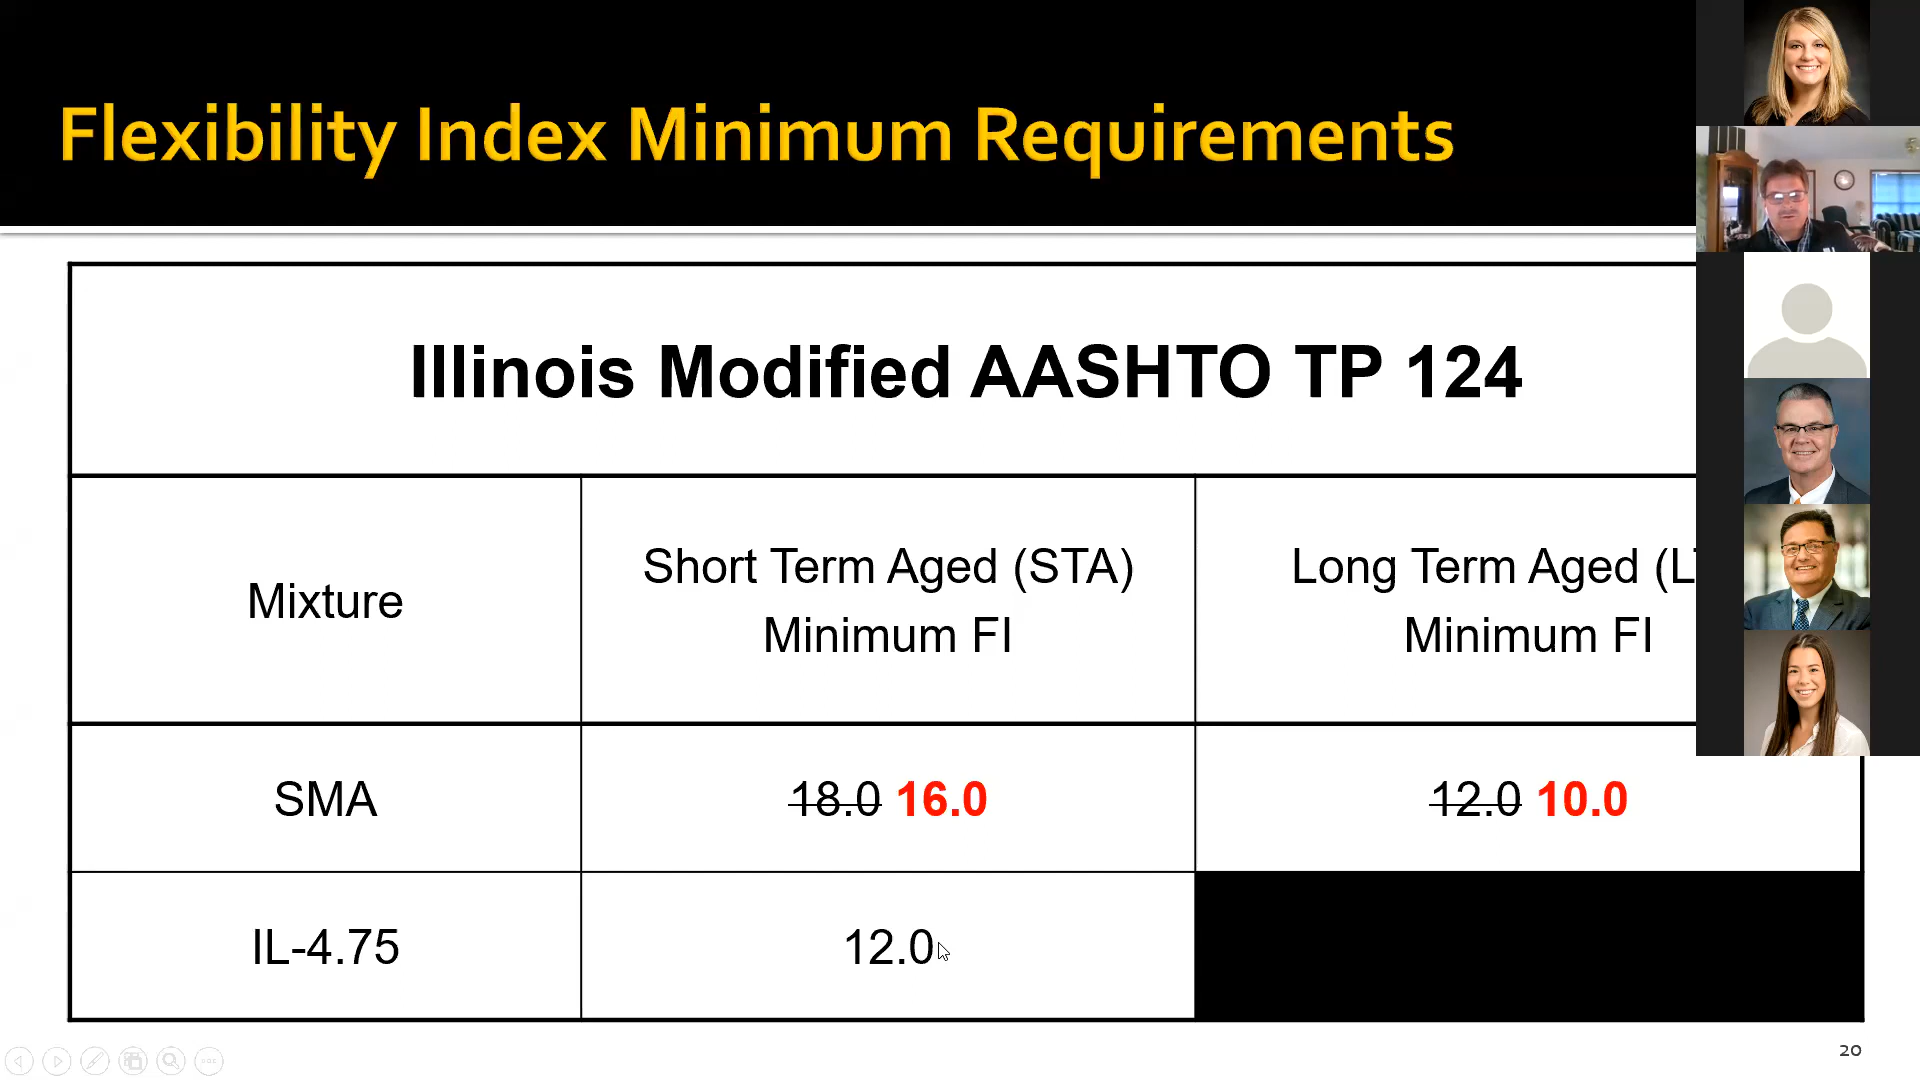 Flexibility Index Minimum Requirements
Illinois Modified AASHTO TP 124
Mixture
Short Term Aged (STA)
Minimum FI
Long Term Aged (L
Minimum FI
SMA
18.0 16.0
12.0 10.0
IL-4.75
12.0
20